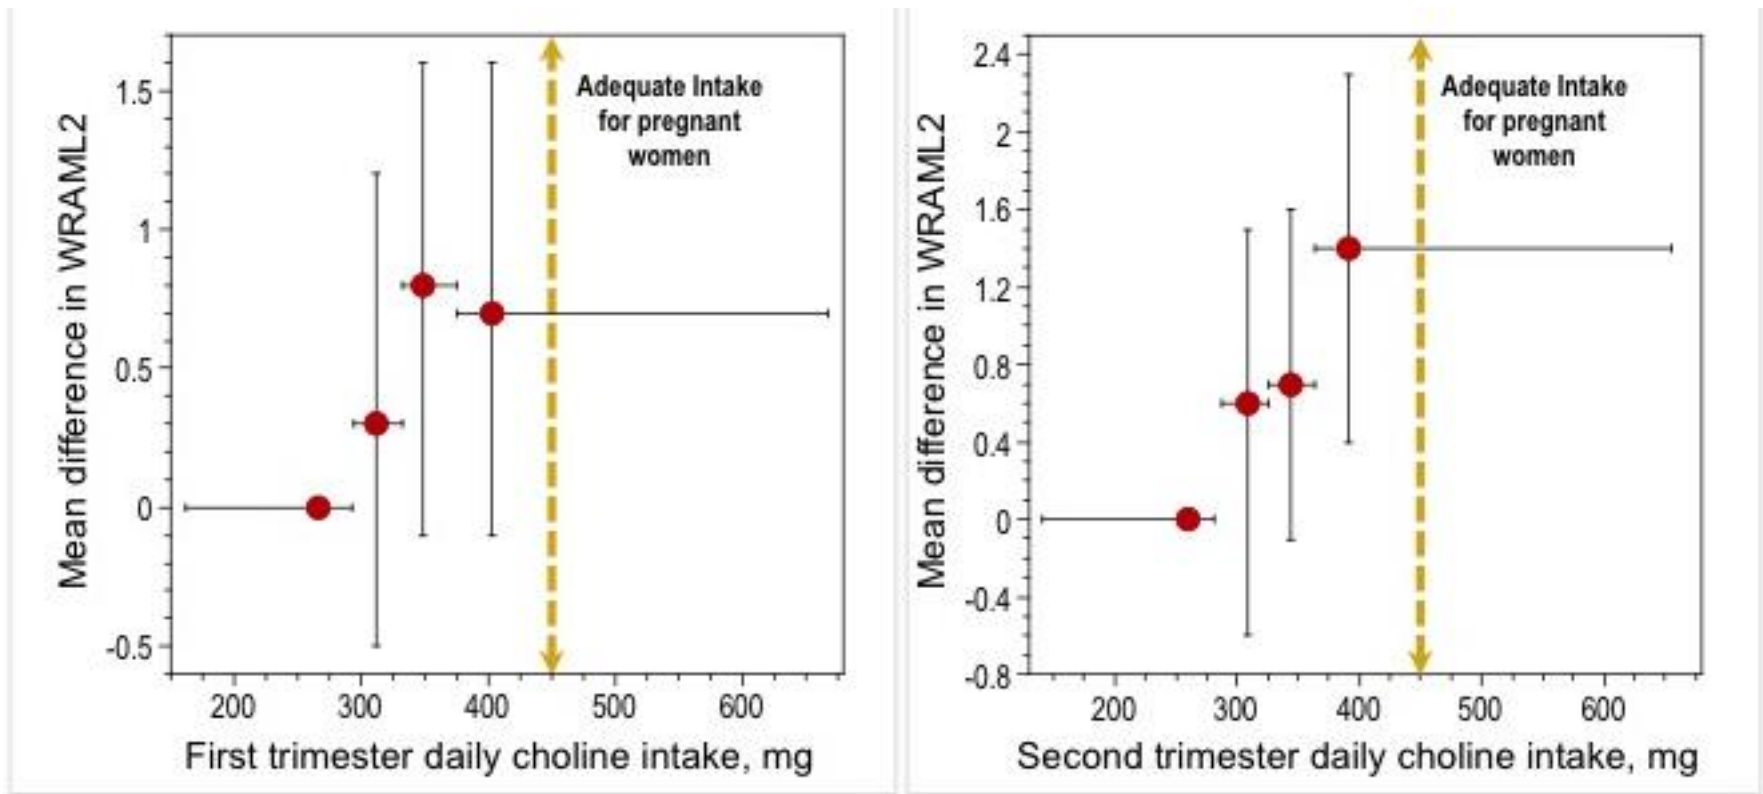 Mean difference in WRAML2
1.5
1
0.5
0
-0.5
Adequate Intake
for pregnant
women
200 300 400 500 600
First trimester daily choline intake, mg
Mean difference in WRAML2
2.4
2
1.6
1.2
0.8
0.4
0
-0.4
-0.8
Adequate Intake
for pregnant
women
200 300 400 500 600
Second trimester daily choline intake, mg